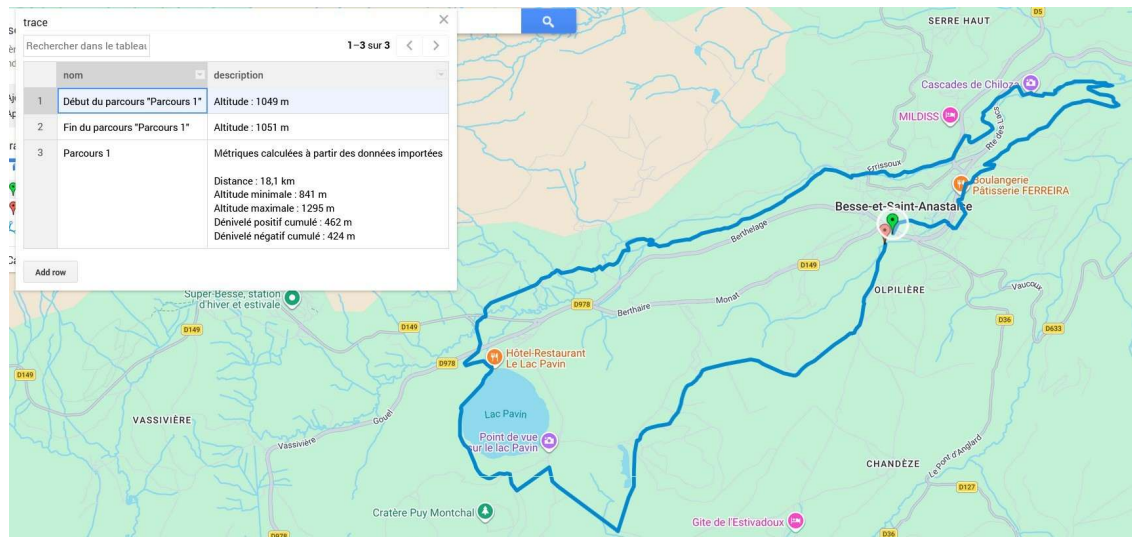 trace
Rechercher dans le tableau
1–3 sur 3
nom
description
1
Début du parcours "Parcours 1"
Altitude : 1049 m
2
Fin du parcours "Parcours 1"
Altitude : 1051 m
3
Parcours 1
Métriques calculées à partir des données importées
Distance : 18,1 km
Altitude minimale : 841 m
Altitude maximale : 1295 m
Dénivelé positif cumulé : 462 m
Dénivelé négatif cumulé : 424 m
Add row
SERRE HAUT
D5
Cascades de Chiloza
MILDISS
Rte des Lacs
Errissoux
Boulangerie
Pâtisserie FERREIRA
Besse-et-Saint-Anastaise
Berthelage
D149
OLPILIÈRE
Vaucoux
Super-Besse, station
d'hiver et estivale
D978
Monat
Berthaire
D36
D633
D149
D149
Hôtel-Restaurant
Le Lac Pavin
D978
D149
Lac Pavin
Gouel
VASSIVIÈRE
Vassivière
Point de vue
sur le lac Pavin
Le Pont d'Anglard
CHANDÈZE
D127
Cratère Puy Montchal
Gite de l'Estivadoux
D978
D36